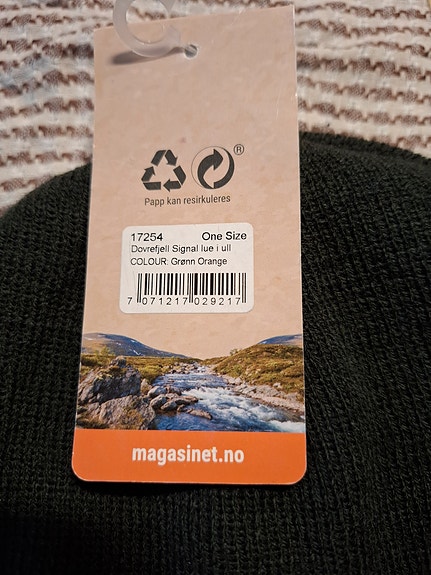 ®
Papp kan resirkuleres
17254 One Size
Dovrefjell Signal lue i ull
COLOUR: Grønn Orange
7 071217 029217
magasinet.no